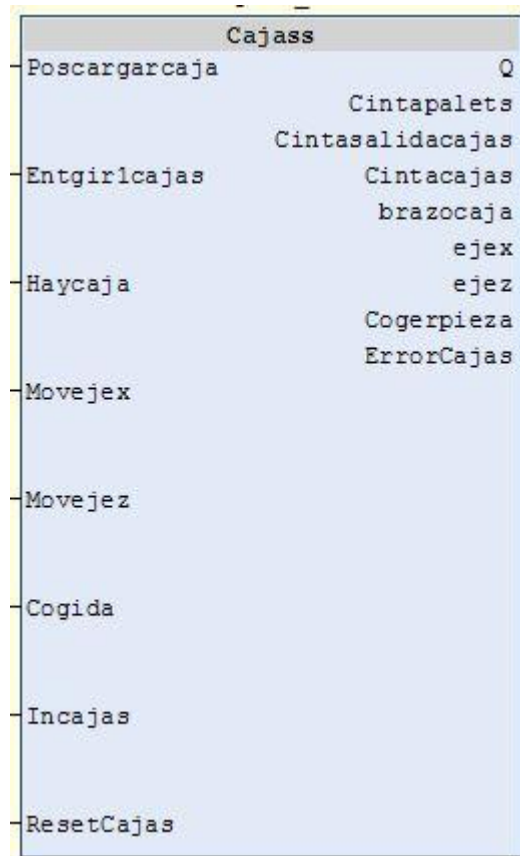 Cajass
Poscargarcaja Q
Cintapalets
Cintasalidacajas
Entgir1cajas Cintacajas
brazocaja
ejex
Haycaja ejez
Cogerpieza
ErrorCajas
Movejex
Movejez
Cogida
Incajas
ResetCajas